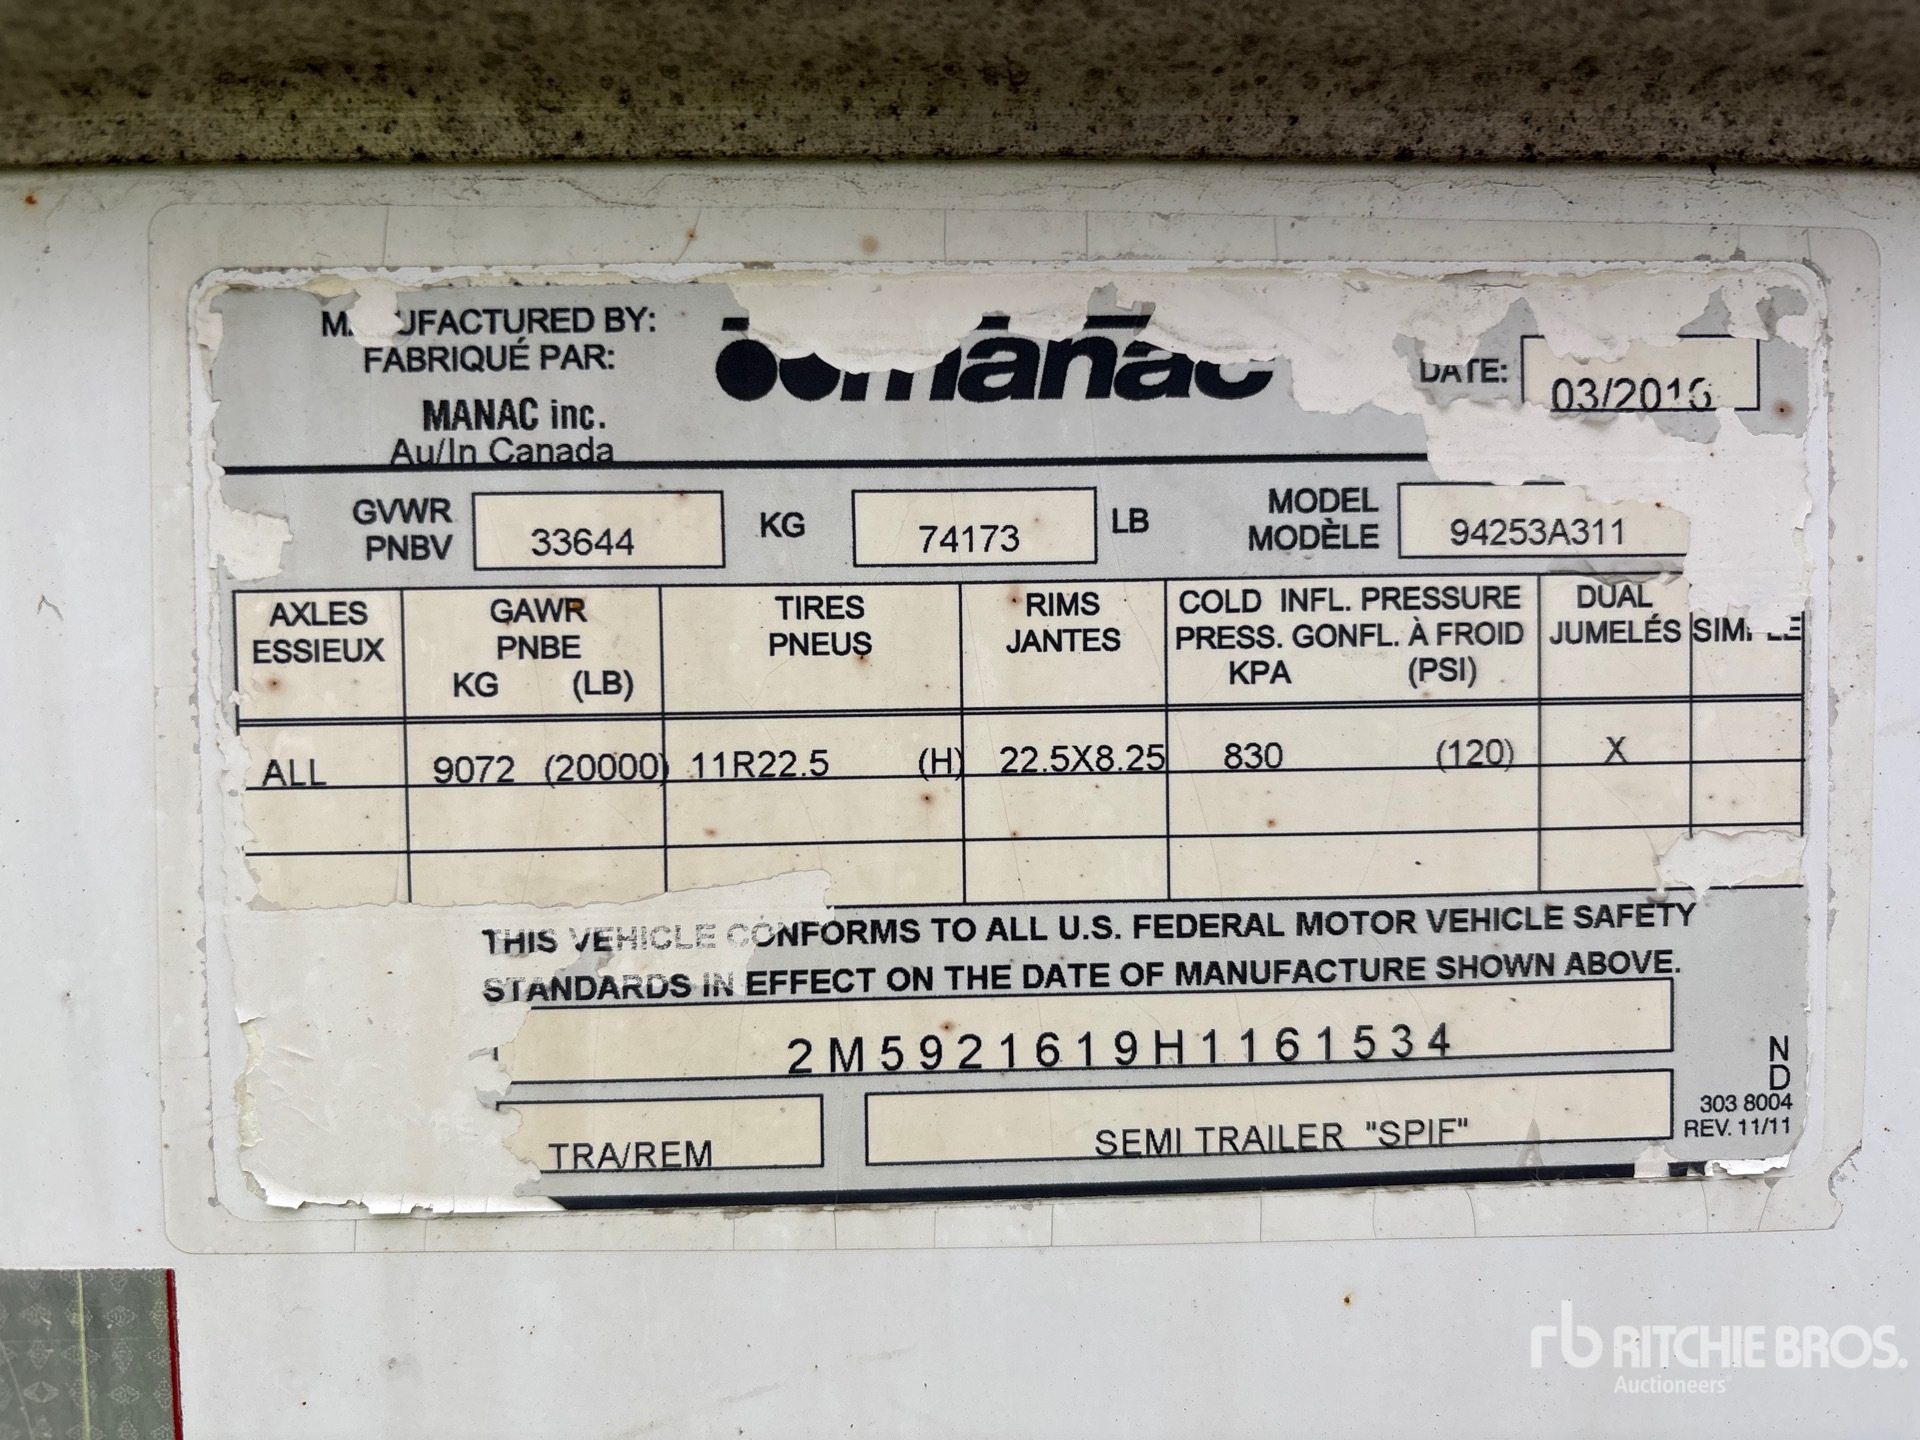 MANUFACTURED BY:
FABRIQUÉ PAR:
manac
DATE:
MANAC inc.
Au/In Canada
GVWR
PNBV
33644
KG
74173
LB
MODEL
MODÈLE
94253A311
AXLES
ESSIEUX
GAWR
PNBE
KG (LB)
TIRES
PNEUS
RIMS
JANTES
COLD INFL. PRESSURE
PRESS. GONFL. À FROID
KPA (PSI)
DUAL
JUMELÉS
SIMPLE
ALL 9072 (20000) 11R22.5 (H) 22.5X8.25 830 (120) X
THIS VEHICLE CONFORMS TO ALL U.S. FEDERAL MOTOR VEHICLE SAFETY
STANDARDS IN EFFECT ON THE DATE OF MANUFACTURE SHOWN ABOVE.
2M5921619H1161534
TRA/REM
SEMI TRAILER "SPIF"
N
D
303 8004
REV. 11/11
rb RITCHIE BROS.
Auctioneers